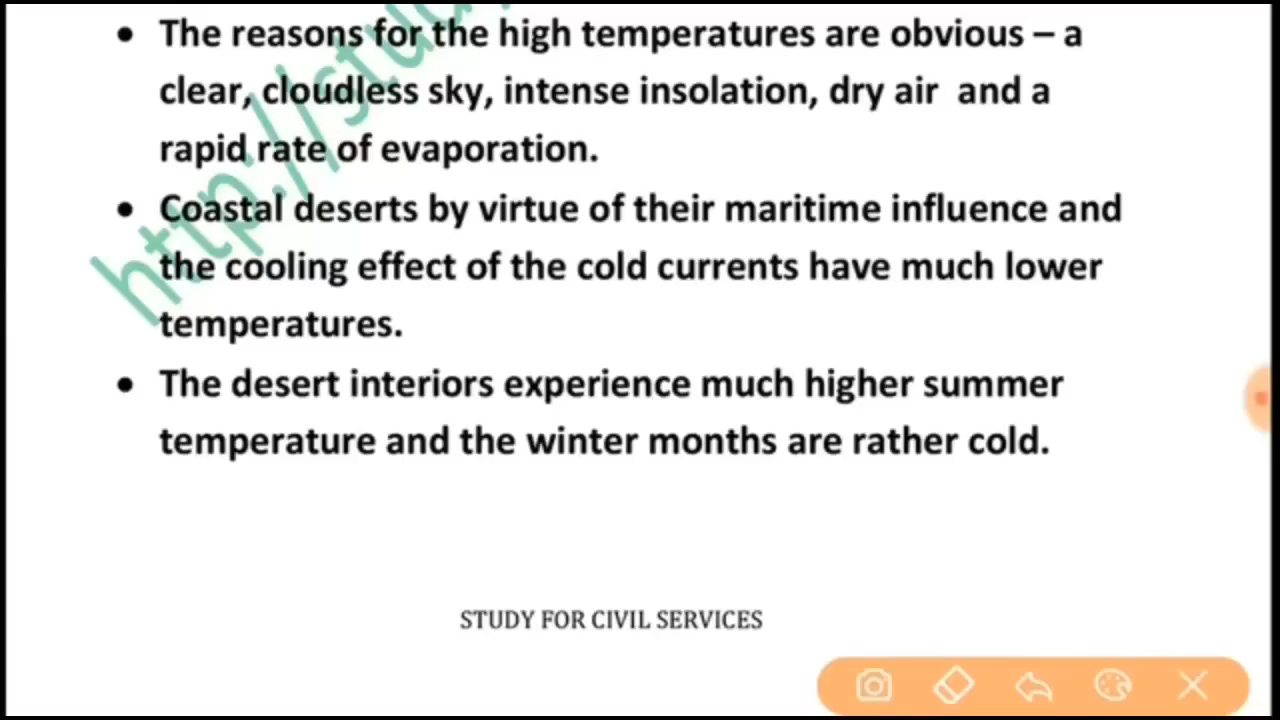 • The reasons for the high temperatures are obvious – a
clear, cloudless sky, intense insolation, dry air and a
rapid rate of evaporation.
• Coastal deserts by virtue of their maritime influence and
the cooling effect of the cold currents have much lower
temperatures.
• The desert interiors experience much higher summer
temperature and the winter months are rather cold.
http://study
STUDY FOR CIVIL SERVICES